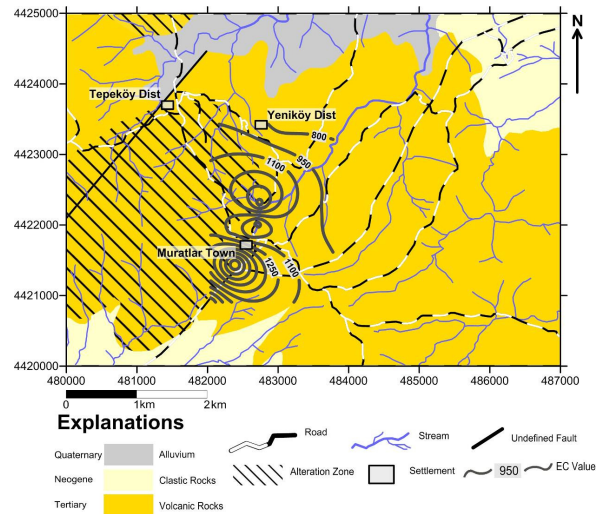 4425000
N
4424000
Tepeköy Dist
Yeniköy Dist
800
4423000
950
1100
4422000
Muratlar Town
1250
1100
4421000
4420000
480000 481000 482000 483000 484000 485000 486000 487000
0 1km 2km
Explanations
Quaternary Alluvium
Neogene Clastic Rocks
Tertiary Volcanic Rocks
Road
Stream
Undefined Fault
Alteration Zone
Settlement
950
EC Value